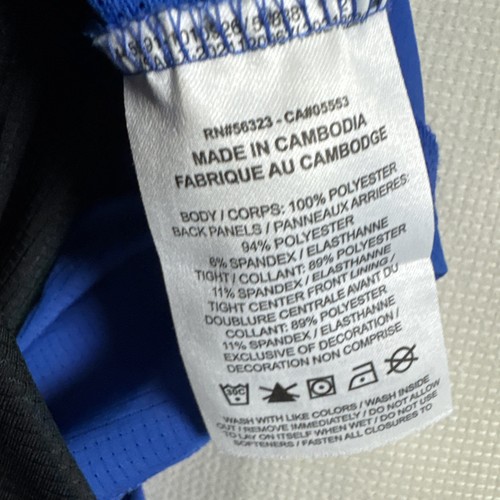 RN#56323 - CA#05553
MADE IN CAMBODIA
FABRIQUE AU CAMBODGE
BODY / CORPS: 100% POLYESTER
BACK PANELS / PANNEAUX ARRIERES:
94% POLYESTER
6% SPANDEX / ELASTHANNE
TIGHT / COLLANT: 89% POLYESTER
11% SPANDEX / ELASTHANNE
TIGHT CENTER FRONT LINING /
DOUBLURE CENTRALE AVANT DU
COLLANT: 89% POLYESTER
11% SPANDEX / ELASTHANNE
EXCLUSIVE OF DECORATION /
DECORATION NON COMPRISE
WASH WITH LIKE COLORS / WASH INSIDE
OUT / REMOVE IMMEDIATELY / DO NOT ALLOW
TO LAY ON ITSELF WHEN WET / DO NOT USE
SOFTENERS / FASTEN ALL CLOSURES TO